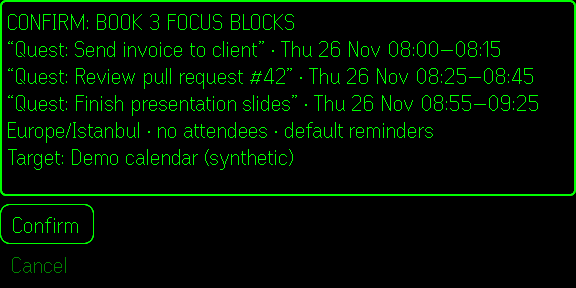 CONFIRM: BOOK 3 FOCUS BLOCKS
“Quest: Send invoice to client” · Thu 26 Nov 08:00–08:15
“Quest: Review pull request #42” · Thu 26 Nov 08:25–08:45
“Quest: Finish presentation slides” · Thu 26 Nov 08:55–09:25
Europe/Istanbul · no attendees · default reminders
Target: Demo calendar (synthetic)
Confirm
Cancel